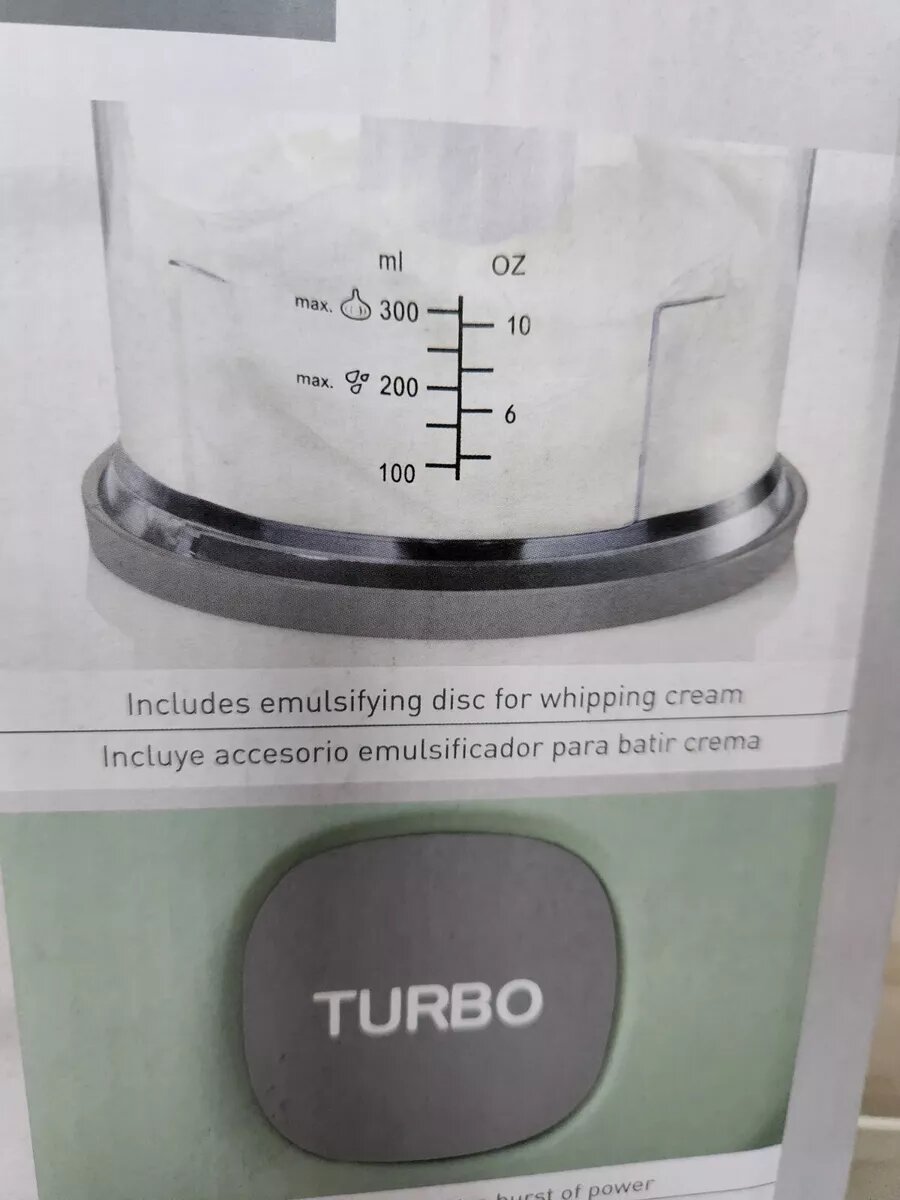 ml oz
max. 300 10
max. 200 6
100
Includes emulsifying disc for whipping cream
Incluye accesorio emulsificador para batir crema
TURBO
burst of power